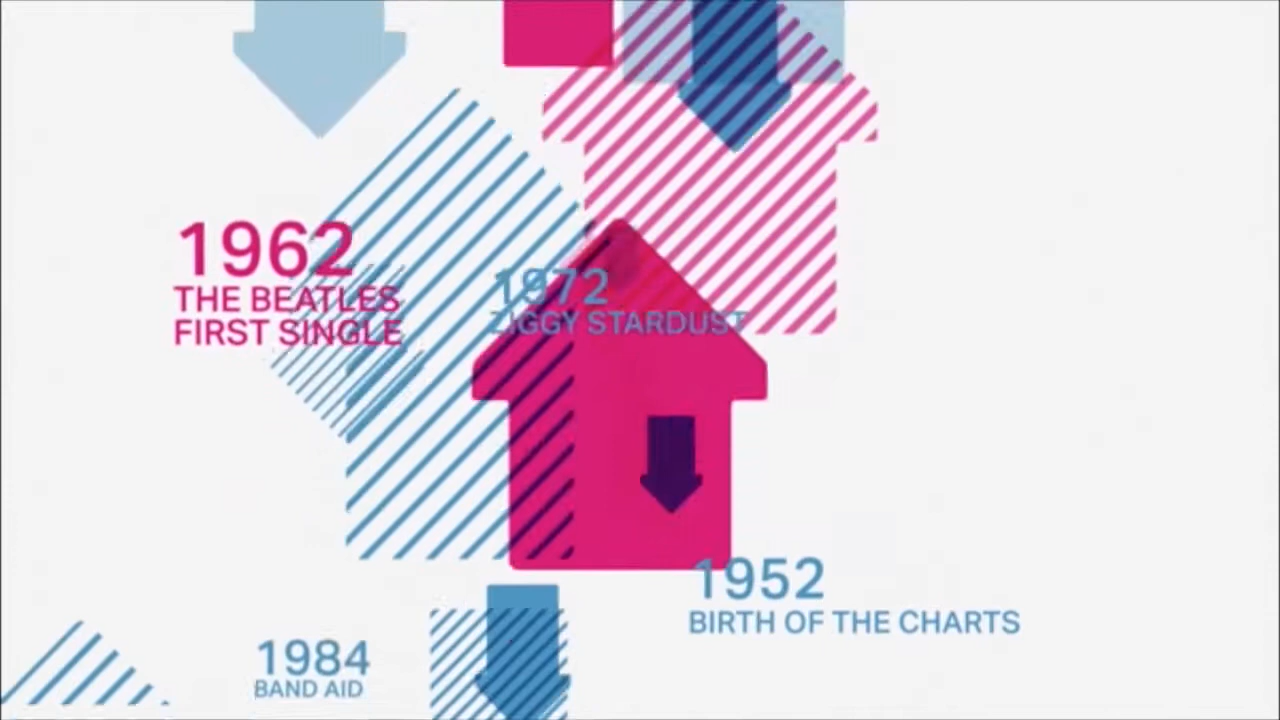 1962
THE BEATLES
FIRST SINGLE
1972
ZIGGY STARDUST
1952
BIRTH OF THE CHARTS
1984
BAND AID